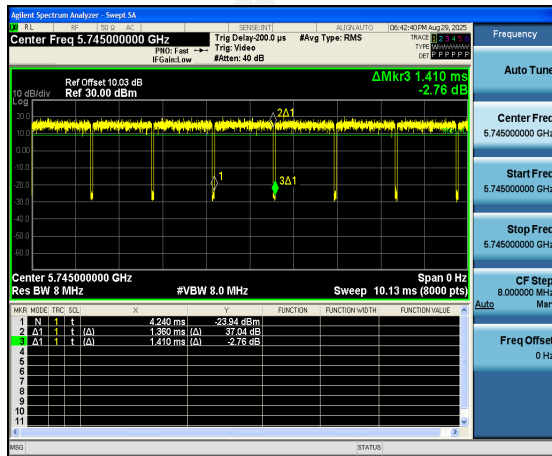 Agilent Spectrum Analyzer - Swept SA
RL RF 50 Ω AC SENSE:INT ALIGN AUTO 06:42:40 PM Aug 29, 2025
Center Freq 5.745000000 GHz
PNO: Fast
IFGain:Low
Trig Delay-200.0 µs
Trig: Video
#Atten: 40 dB
#Avg Type: RMS
TRACE 1 2 3 4 5 6
TYPE WWWWWW
DET P P P P P P
ΔMkr3 1.410 ms
-2.76 dB
Ref Offset 10.03 dB
10 dB/div Ref 30.00 dBm
Log
20.0
10.0
0.00
-10.0
-20.0
-30.0
-40.0
-50.0
-60.0
2Δ1
1
3Δ1
Center 5.745000000 GHz Span 0 Hz
Res BW 8 MHz #VBW 8.0 MHz Sweep 10.13 ms (8000 pts)
MKR MODE TRC SCL X Y FUNCTION FUNCTION WIDTH FUNCTION VALUE
1 N 1 t 4.240 ms -23.94 dBm
2 Δ1 1 t (Δ) 1.360 ms (Δ) 37.04 dB
3 Δ1 1 t (Δ) 1.410 ms (Δ) -2.76 dB
4
5
6
7
8
9
10
11
MSG STATUS
Frequency
Auto Tune
Center Freq
5.745000000 GHz
Start Freq
5.745000000 GHz
Stop Freq
5.745000000 GHz
CF Step
8.000000 MHz
Auto Man
Freq Offset
0 Hz